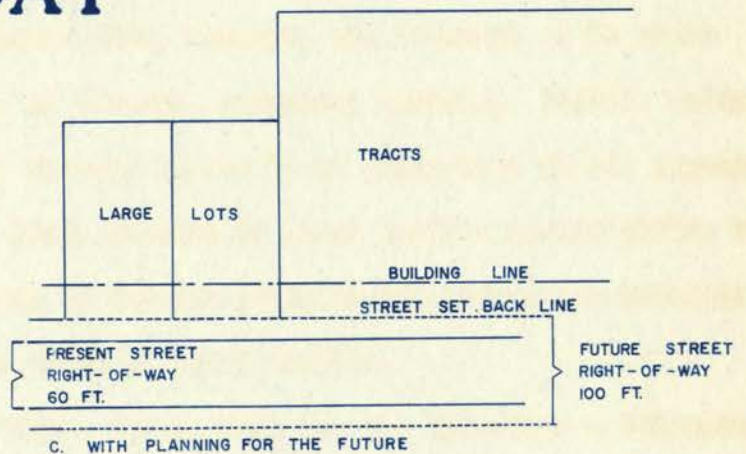 TRACTS
LARGE LOTS
BUILDING LINE
STREET SET BACK LINE
PRESENT STREET
RIGHT-OF-WAY
60 FT.
FUTURE STREET
RIGHT-OF-WAY
100 FT.
C. WITH PLANNING FOR THE FUTURE